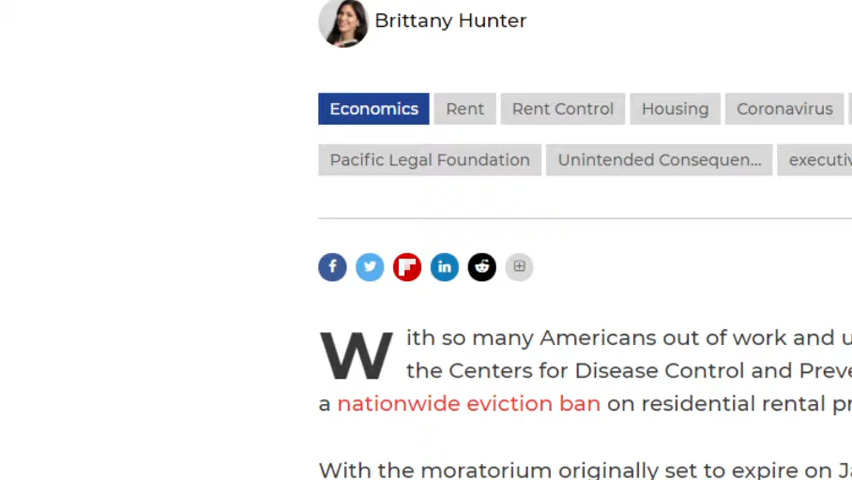 Brittany Hunter
Economics Rent Rent Control Housing Coronavirus
Pacific Legal Foundation Unintended Consequen...
With so many Americans out of work and
the Centers for Disease Control and
a nationwide eviction ban on residential rental
With the moratorium originally set to expire on